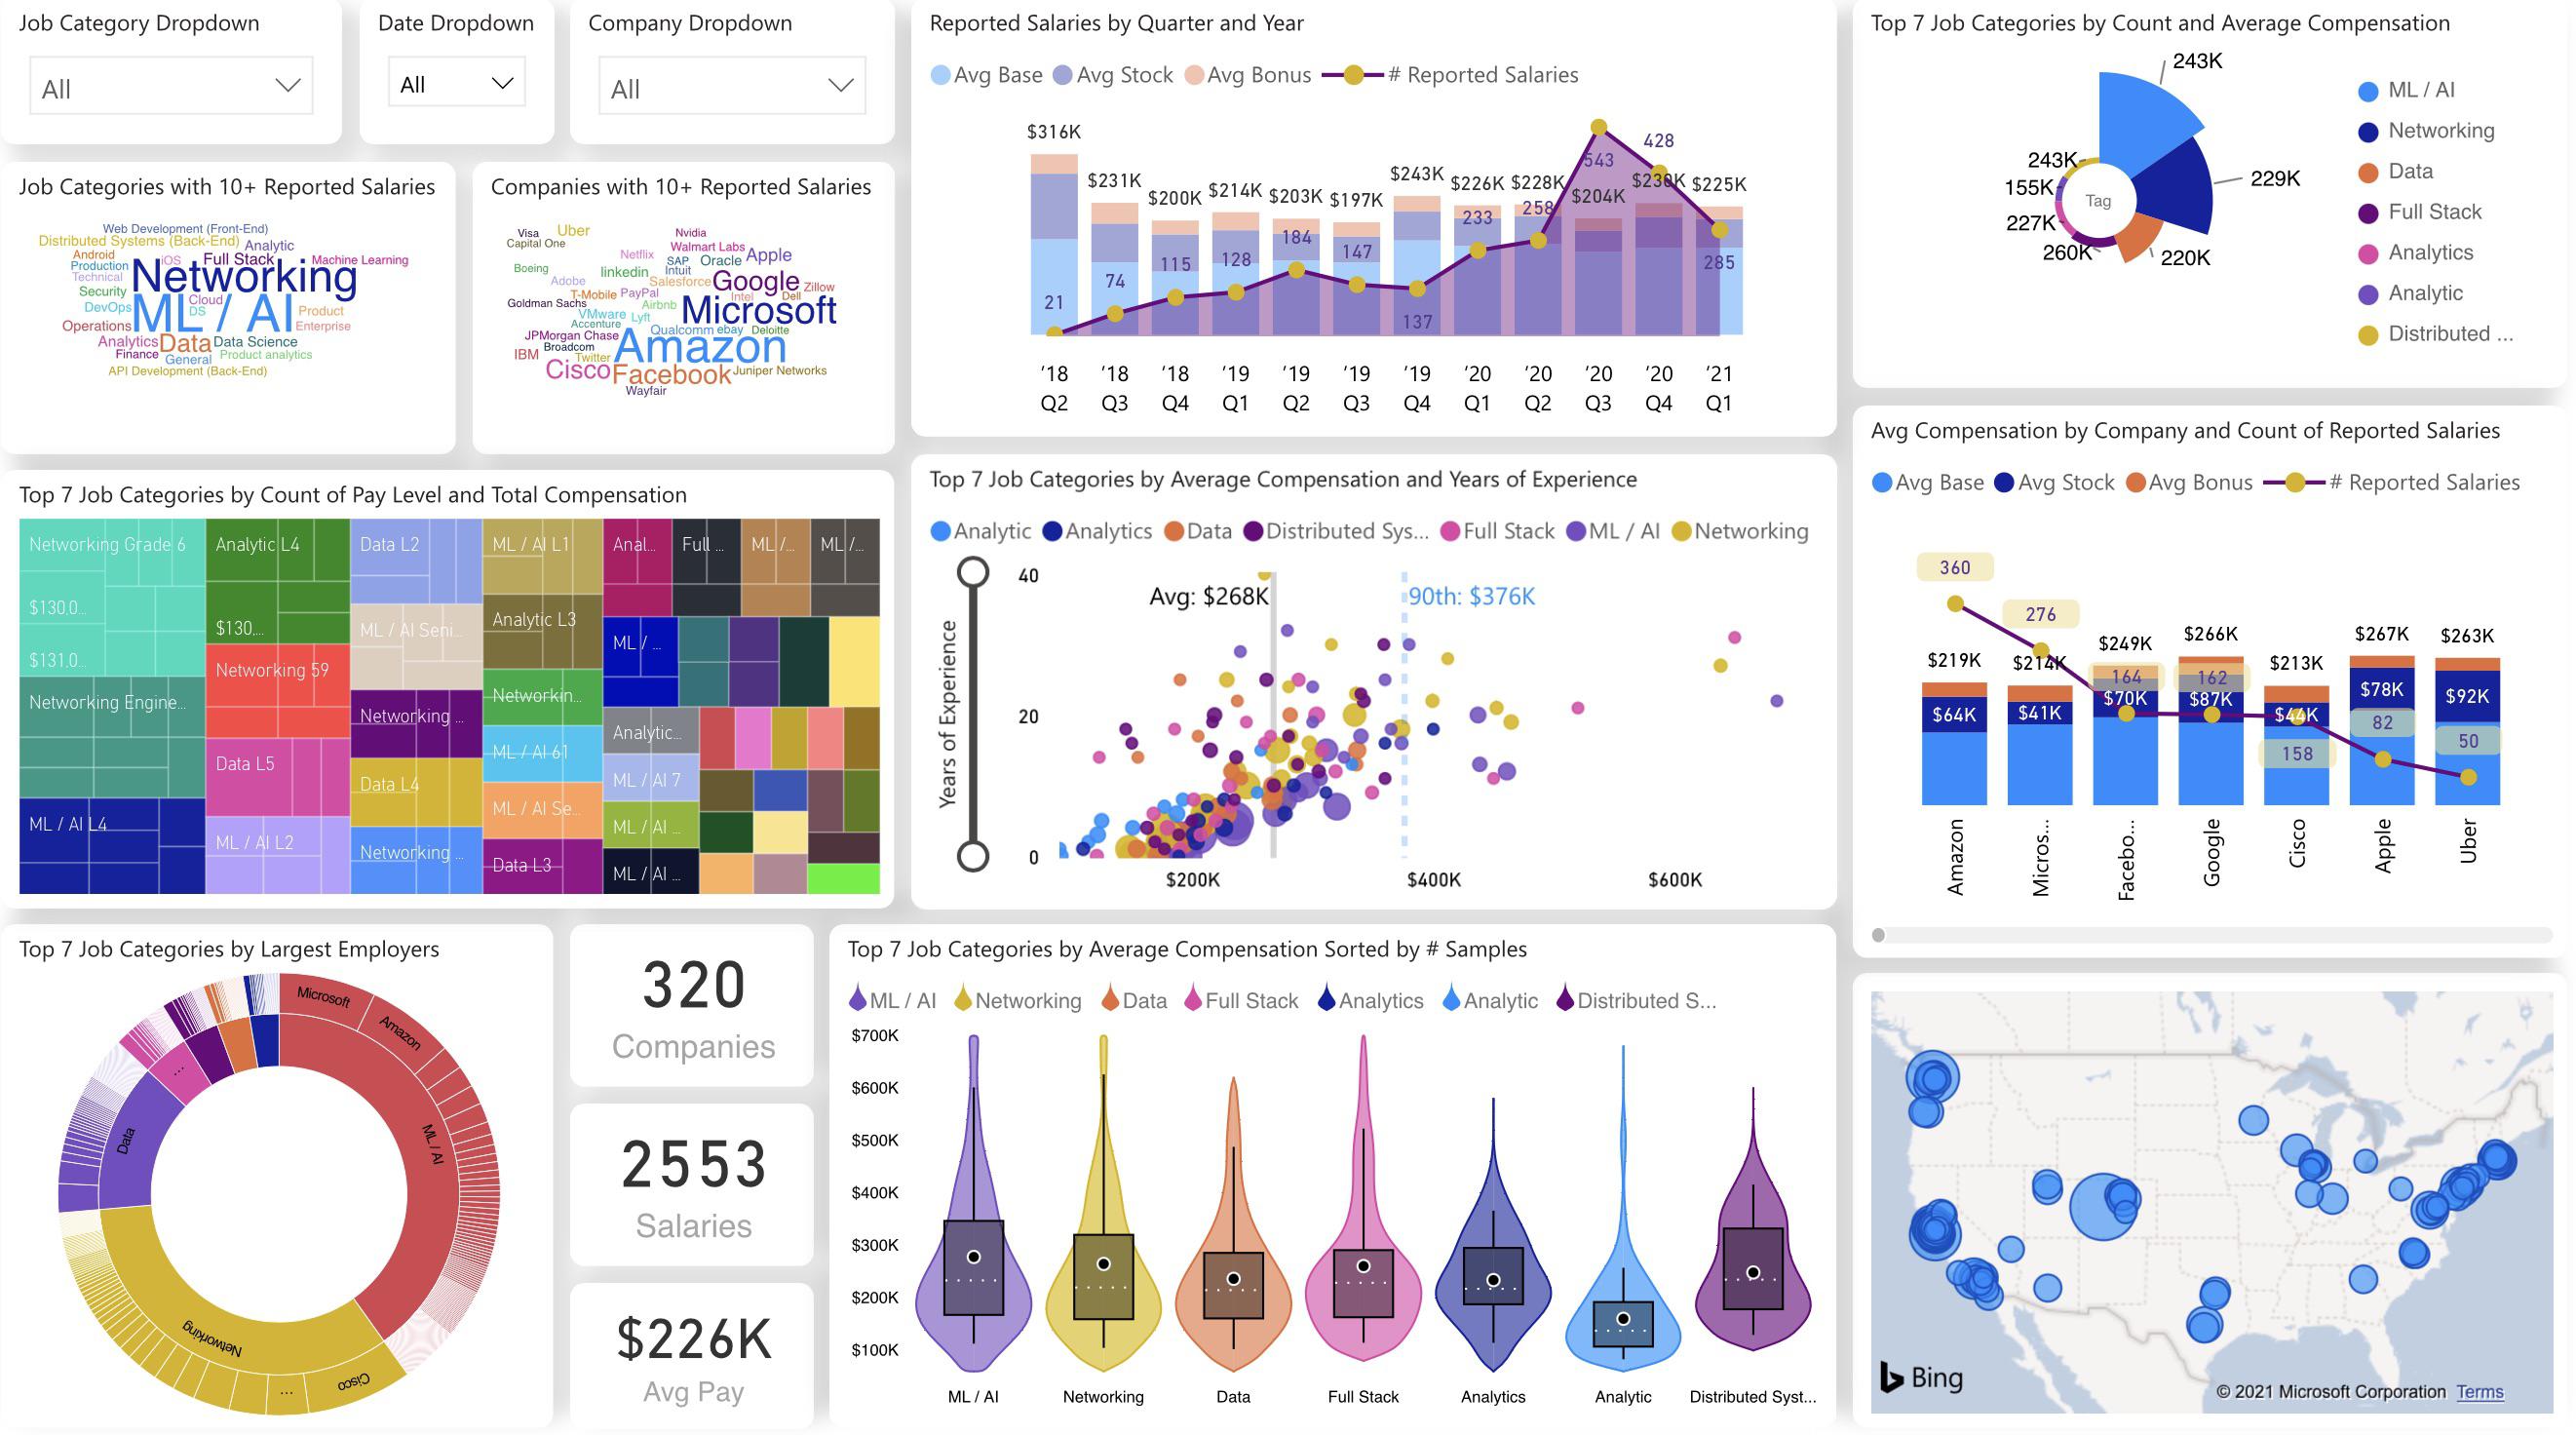 Job Category Dropdown
All
Date Dropdown
All
Company Dropdown
All
Job Categories with 10+ Reported Salaries
Web Development (Front-End)
Distributed Systems (Back-End) Analytic
Android iOS Full Stack Machine Learning
Production Networking
Technical
Security Cloud
DevOps ML / AI DS Product
Operations Enterprise
Analytics Data Data Science
Finance General Product analytics
API Development (Back-End)
Companies with 10+ Reported Salaries
Visa Uber Nvidia
Capital One Walmart Labs
Netflix SAP Oracle Apple
Boeing linkedin Intuit
Adobe Salesforce Google Zillow
T-Mobile PayPal Intel Dell
Goldman Sachs Airbnb Microsoft
VMware Lyft
Accenture Qualcomm ebay Deloitte
JPMorgan Chase Amazon
Broadcom
IBM Twitter
Cisco Facebook Juniper Networks
Wayfair
Reported Salaries by Quarter and Year
Avg Base Avg Stock Avg Bonus # Reported Salaries
$316K $231K $200K $214K $203K $197K $243K $226K $228K $204K $230K $225K
21 74 115 128 184 147 137 233 258 543 428 285
'18 '18 '18 '19 '19 '19 '19 '20 '20 '20 '20 '21
Q2 Q3 Q4 Q1 Q2 Q3 Q4 Q1 Q2 Q3 Q4 Q1
Top 7 Job Categories by Count and Average Compensation
243K
229K
220K
260K
227K
155K
243K
Tag
ML / AI
Networking
Data
Full Stack
Analytics
Analytic
Distributed ...
Top 7 Job Categories by Count of Pay Level and Total Compensation
Networking Grade 6
$130,0...
$131,0...
Networking Engine...
ML / AI L4
Analytic L4
$130,...
Networking 59
Data L5
ML / AI L2
Data L2
ML / AI Seni...
Networking ...
Data L4
Networking ...
ML / AI L1
Analytic L3
Networkin...
ML / AI 61
ML / AI Se...
Data L3
Anal...
Full ...
ML /...
ML /...
ML / ...
Analytic...
ML / AI 7
ML / AI ...
ML / AI ...
Top 7 Job Categories by Average Compensation and Years of Experience
Analytic Analytics Data Distributed Sys... Full Stack ML / AI Networking
Years of Experience
40
20
0
Avg: $268K
90th: $376K
$200K $400K $600K
Avg Compensation by Company and Count of Reported Salaries
Avg Base Avg Stock Avg Bonus # Reported Salaries
360 276 164 162 158 82 50
$219K $214K $249K $266K $213K $267K $263K
$64K $41K $70K $87K $44K $78K $92K
Amazon
Micros...
Facebo...
Google
Cisco
Apple
Uber
Top 7 Job Categories by Largest Employers
Microsoft
Amazon
ML / AI
Data
...
Networking
Cisco
...
320
Companies
2553
Salaries
$226K
Avg Pay
Top 7 Job Categories by Average Compensation Sorted by # Samples
ML / AI Networking Data Full Stack Analytics Analytic Distributed S...
$700K
$600K
$500K
$400K
$300K
$200K
$100K
ML / AI Networking Data Full Stack Analytics Analytic Distributed Syst...
Bing
© 2021 Microsoft Corporation Terms